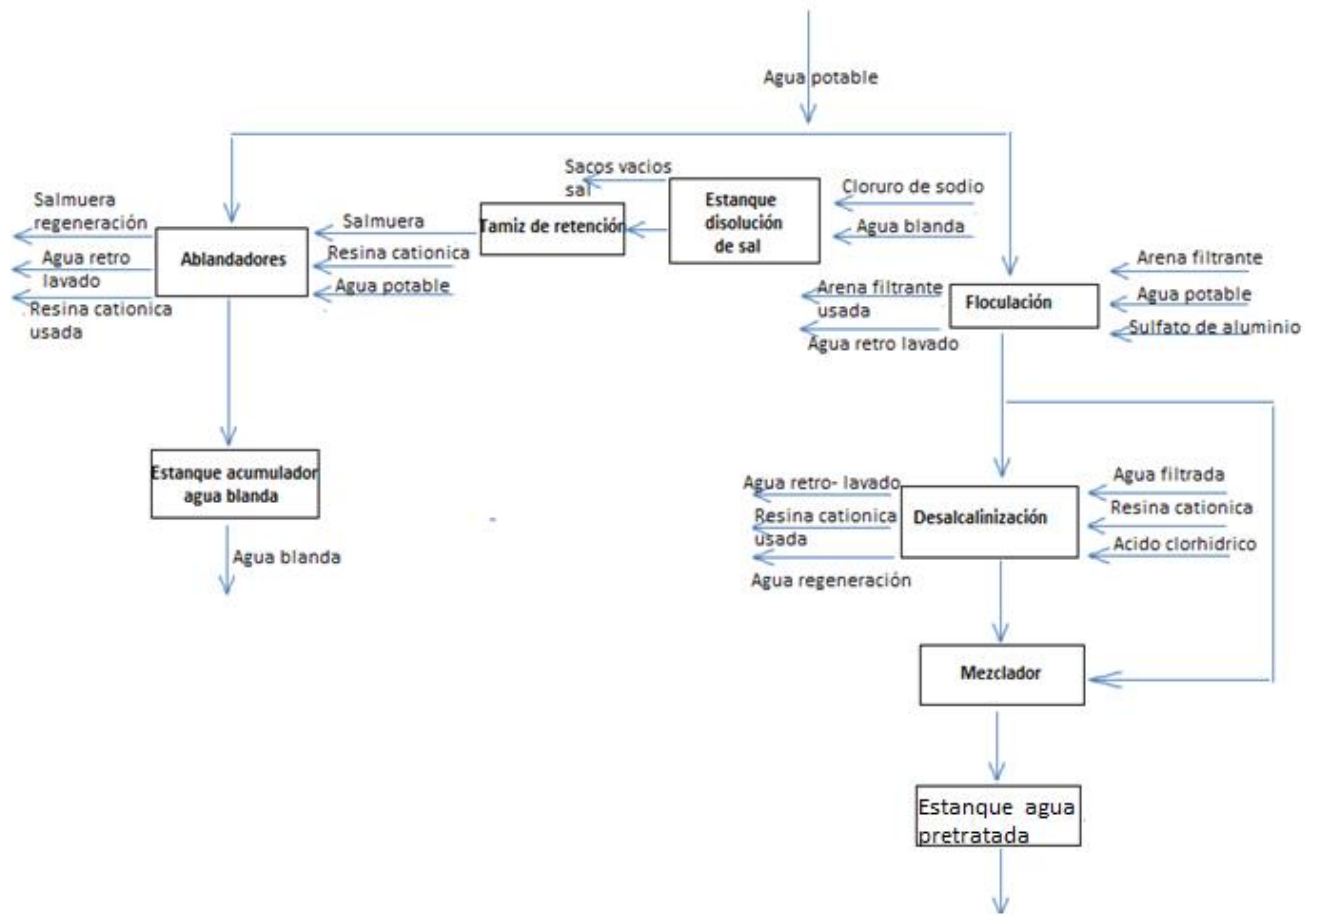 Agua potable
Sacos vacios
sal
Estanque
disolución
de sal
Cloruro de sodio
Agua blanda
Salmuera
regeneración
Agua retro
lavado
Resina cationica
usada
Ablandadores
Salmuera
Resina cationica
Agua potable
Tamiz de retención
Arena filtrante
usada
Agua retro lavado
Floculación
Arena filtrante
Agua potable
Sulfato de aluminio
Estanque acumulador
agua blanda
Agua blanda
Agua retro- lavado
Resina cationica
usada
Agua regeneración
Desalcalinización
Agua filtrada
Resina cationica
Acido clorhidrico
Mezclador
Estanque agua
pretratada